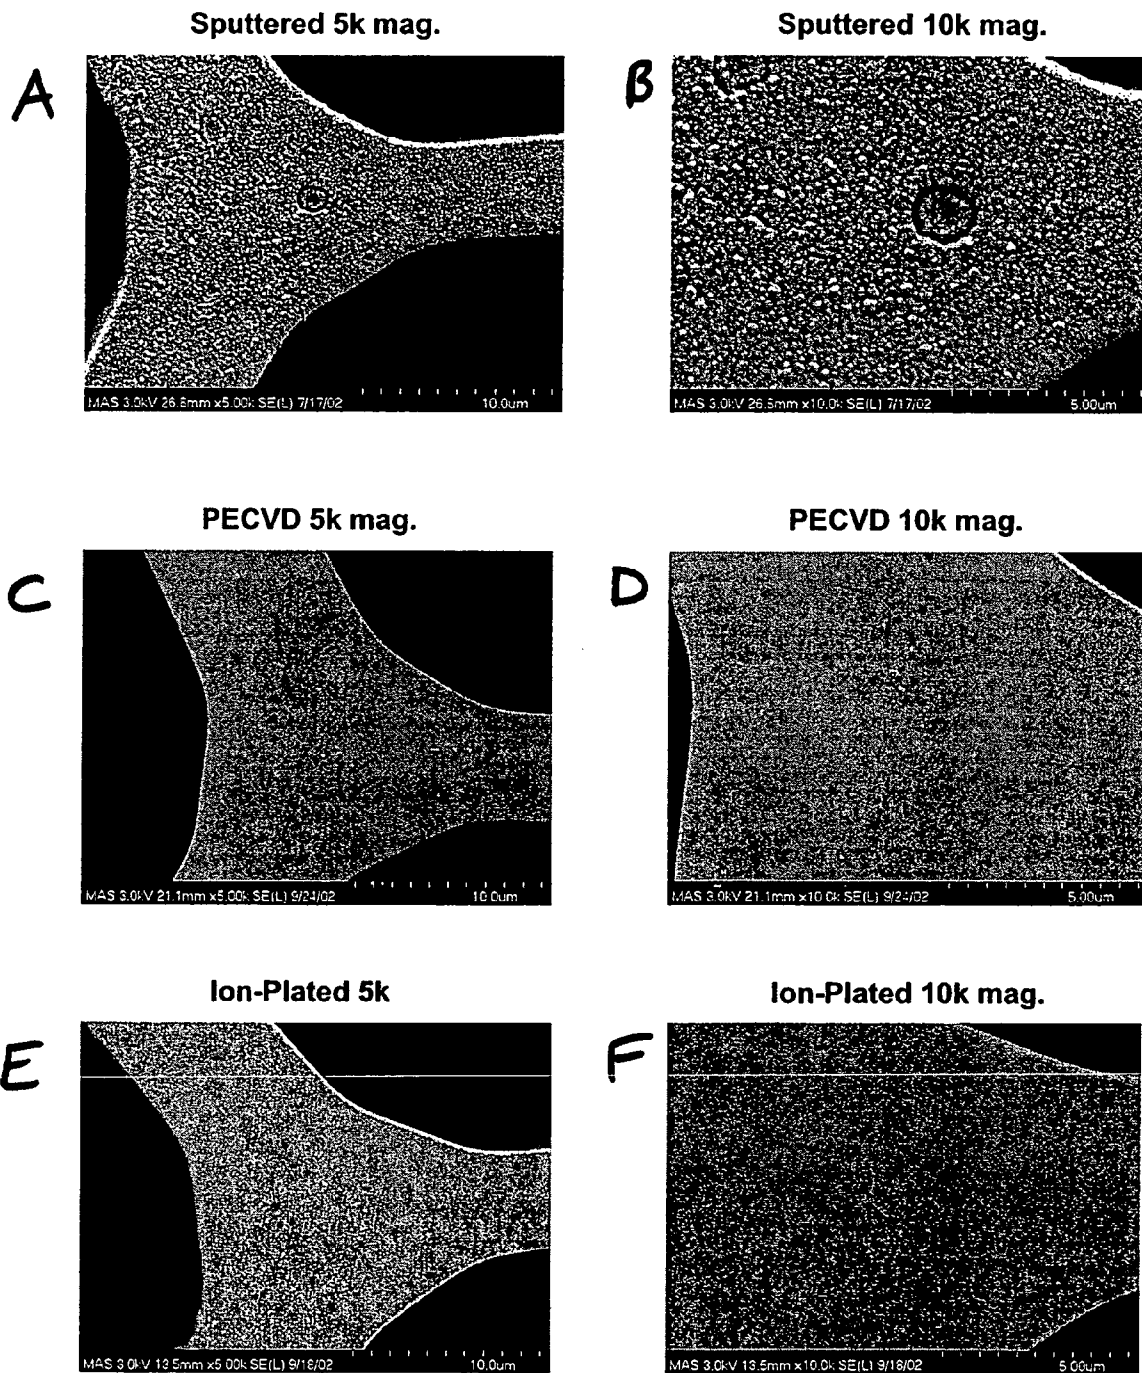 Sputtered 5k mag.
Sputtered 10k mag.
A
B
MAS 3.0kV 26.8mm x5.00k SE(L) 7/17/02 10.0um
MAS 3.0kV 26.8mm x10.0k SE(L) 7/17/02 5.00um
PECVD 5k mag.
PECVD 10k mag.
C
D
MAS 3.0kV 21.1mm x5.00k SE(L) 9/24/02 10.0um
MAS 3.0kV 21.1mm x10.0k SE(L) 9/24/02 5.00um
Ion-Plated 5k
Ion-Plated 10k mag.
E
F
MAS 3.0kV 13.5mm x5.00k SE(L) 9/18/02 10.0um
MAS 3.0kV 13.5mm x10.0k SE(L) 9/18/02 5.00um